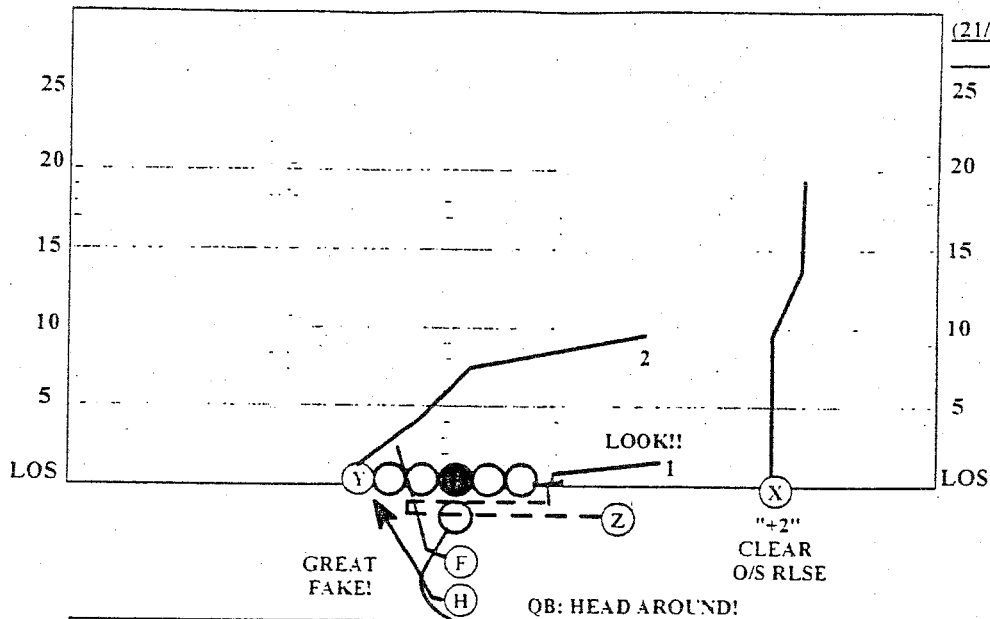 (21/
25
25
20
20
15
15
10
10
2
5
5
LOOK!!
LOS
Y
1
LOS
X
Z
"+2"
CLEAR
O/S RLSE
GREAT
FAKE!
F
H
QB: HEAD AROUND!